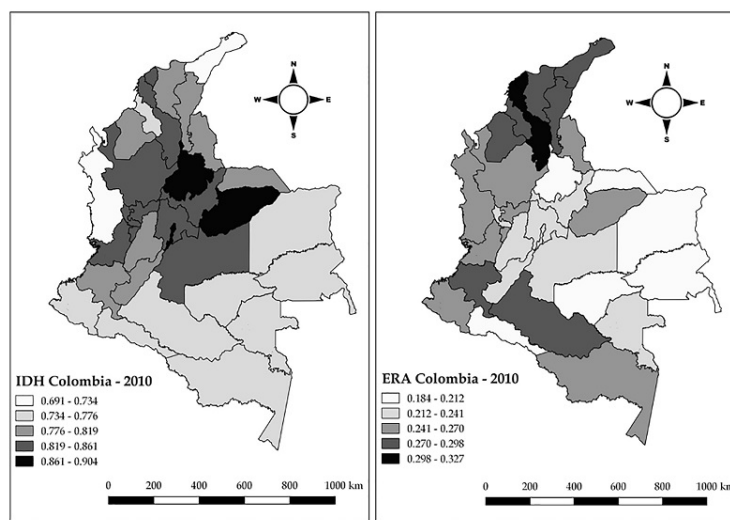 N
W E
S
IDH Colombia - 2010
0.691 - 0.734
0.734 - 0.776
0.776 - 0.819
0.819 - 0.861
0.861 - 0.904
0 200 400 600 800 1000 km
N
W E
S
ERA Colombia - 2010
0.184 - 0.212
0.212 - 0.241
0.241 - 0.270
0.270 - 0.298
0.298 - 0.327
0 200 400 600 800 1000 km